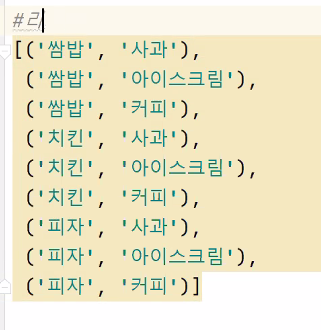 #리
[('쌈밥', '사과'),
('쌈밥', '아이스크림'),
('쌈밥', '커피'),
('치킨', '사과'),
('치킨', '아이스크림'),
('치킨', '커피'),
('피자', '사과'),
('피자', '아이스크림'),
('피자', '커피')]